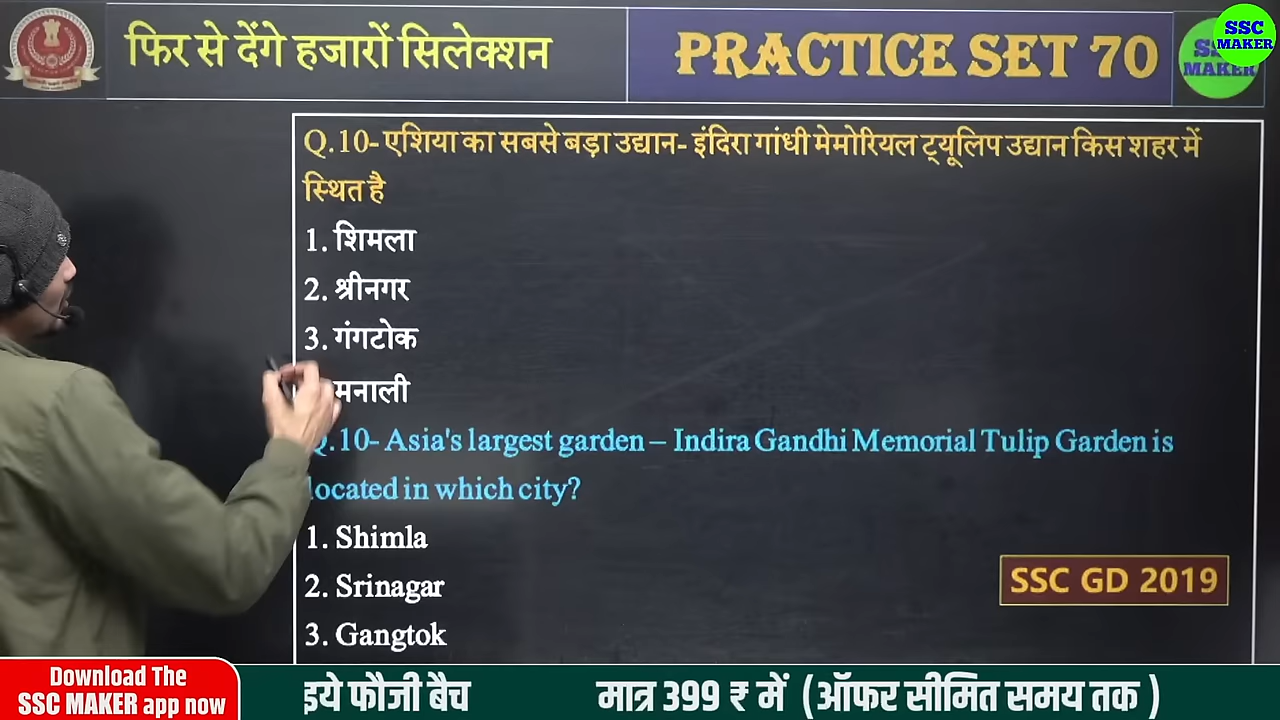 फिर से देंगे हजारों सिलेक्शन
PRACTICE SET 70
SSC
MAKER
MAKER
Q.10- एशिया का सबसे बड़ा उद्यान- इंदिरा गांधी मेमोरियल ट्यूलिप उद्यान किस शहर में
स्थित है
1. शिमला
2. श्रीनगर
3. गंगटोक
मनाली
Q.10- Asia's largest garden – Indira Gandhi Memorial Tulip Garden is
located in which city?
1. Shimla
2. Srinagar
3. Gangtok
SSC GD 2019
Download The
SSC MAKER app now
इये फौजी बैच
मात्र 399 ₹ में (ऑफर सीमित समय तक )